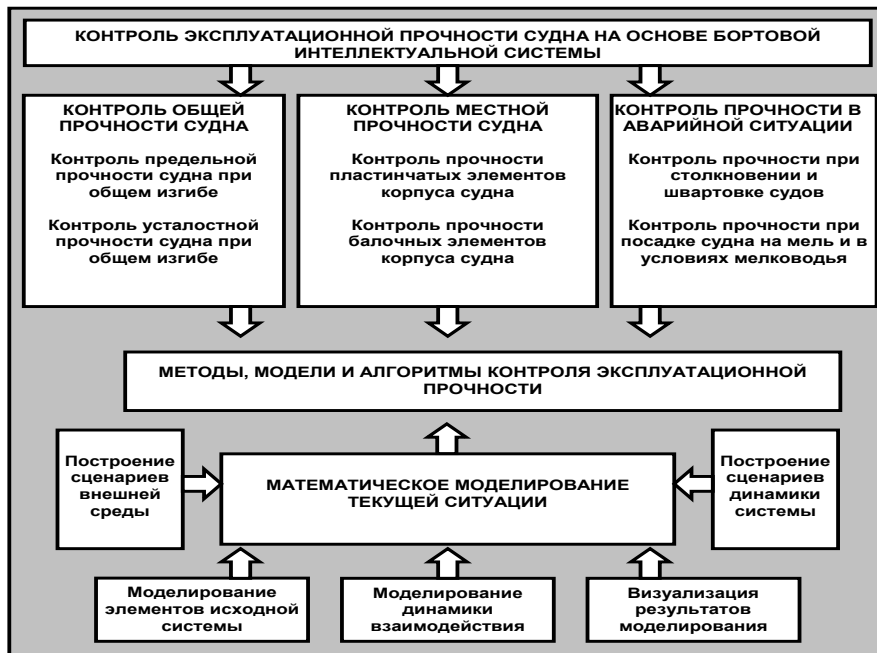 КОНТРОЛЬ ЭКСПЛУАТАЦИОННОЙ ПРОЧНОСТИ СУДНА НА ОСНОВЕ БОРТОВОЙ
ИНТЕЛЛЕКТУАЛЬНОЙ СИСТЕМЫ
КОНТРОЛЬ ОБЩЕЙ
ПРОЧНОСТИ СУДНА
Контроль предельной
прочности судна при
общем изгибе
Контроль усталостной
прочности судна при
общем изгибе
КОНТРОЛЬ МЕСТНОЙ
ПРОЧНОСТИ СУДНА
Контроль прочности
пластинчатых элементов
корпуса судна
Контроль прочности
балочных элементов
корпуса судна
КОНТРОЛЬ ПРОЧНОСТИ В
АВАРИЙНОЙ СИТУАЦИИ
Контроль прочности при
столкновении и
швартовке судов
Контроль прочности при
посадке судна на мель и в
условиях мелководья
МЕТОДЫ, МОДЕЛИ И АЛГОРИТМЫ КОНТРОЛЯ ЭКСПЛУАТАЦИОННОЙ
ПРОЧНОСТИ
Построение
сценариев
внешней
среды
МАТЕМАТИЧЕСКОЕ МОДЕЛИРОВАНИЕ
ТЕКУЩЕЙ СИТУАЦИИ
Построение
сценариев
динамики
системы
Моделирование
элементов исходной
системы
Моделирование
динамики
взаимодействия
Визуализация
результатов
моделирования